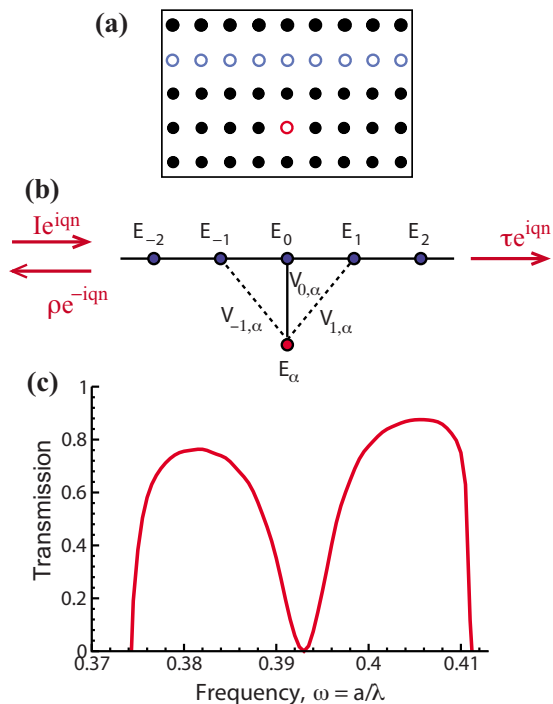 (a)
(b)
Ie^{iqn}
ρe^{-iqn}
E_{-2} E_{-1} E_0 E_1 E_2
τe^{iqn}
V_{0,α}
V_{-1,α} V_{1,α}
E_α
(c)
1
0.8
0.6
0.4
0.2
0
Transmission
0.37 0.38 0.39 0.4 0.41
Frequency, ω = a/λ